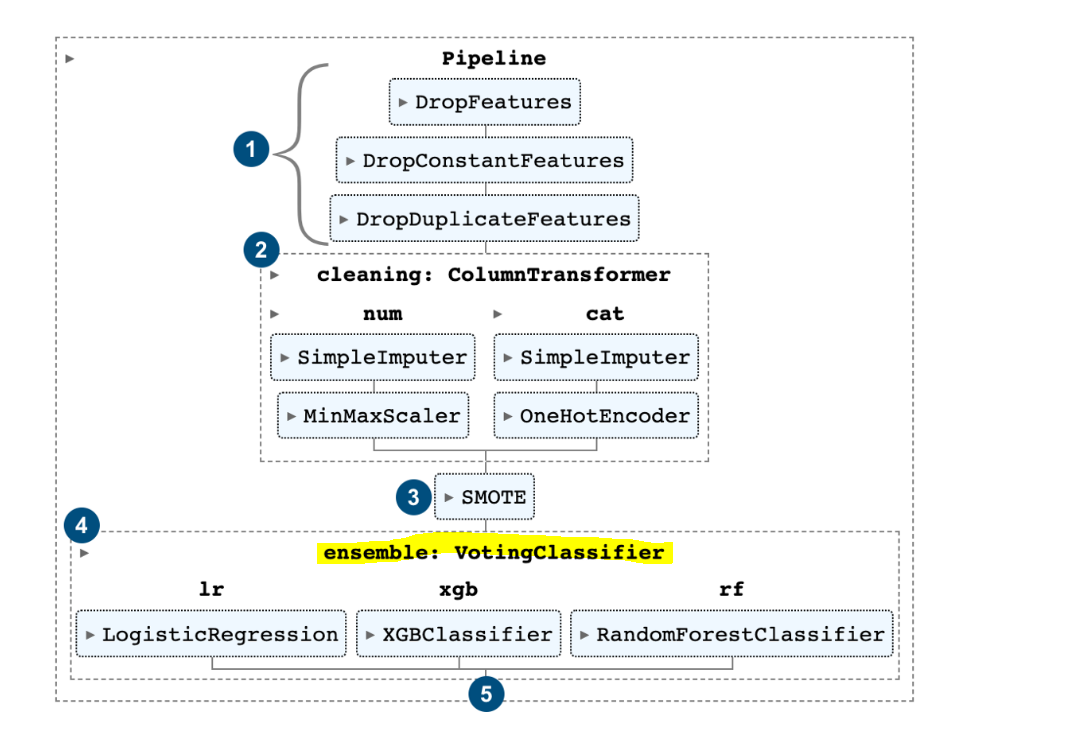 Pipeline
DropFeatures
1
DropConstantFeatures
DropDuplicateFeatures
2
cleaning: ColumnTransformer
num cat
SimpleImputer SimpleImputer
MinMaxScaler OneHotEncoder
3 SMOTE
4
ensemble: VotingClassifier
lr xgb rf
LogisticRegression XGBClassifier RandomForestClassifier
5